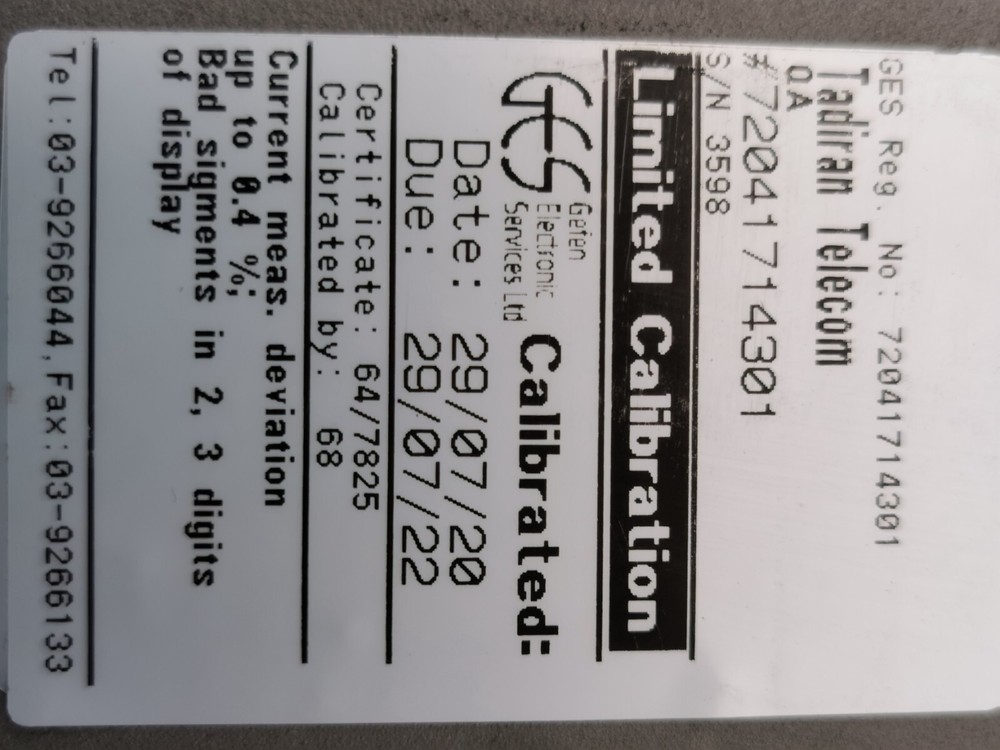 GES Reg. No: 72041714301
Tadiran Telecom
QA
#72041714301
S/N 3598
Limited Calibration
GES Gefen Electronic Services Ltd
Calibrated:
Date: 29/07/20
Due: 29/07/22
Certificate: 64/7825
Calibrated by: 68
Current meas. deviation
up to 0.4 %;
Bad sigments in 2, 3 digits
of display
Tel:03-9266044,Fax:03-9266133